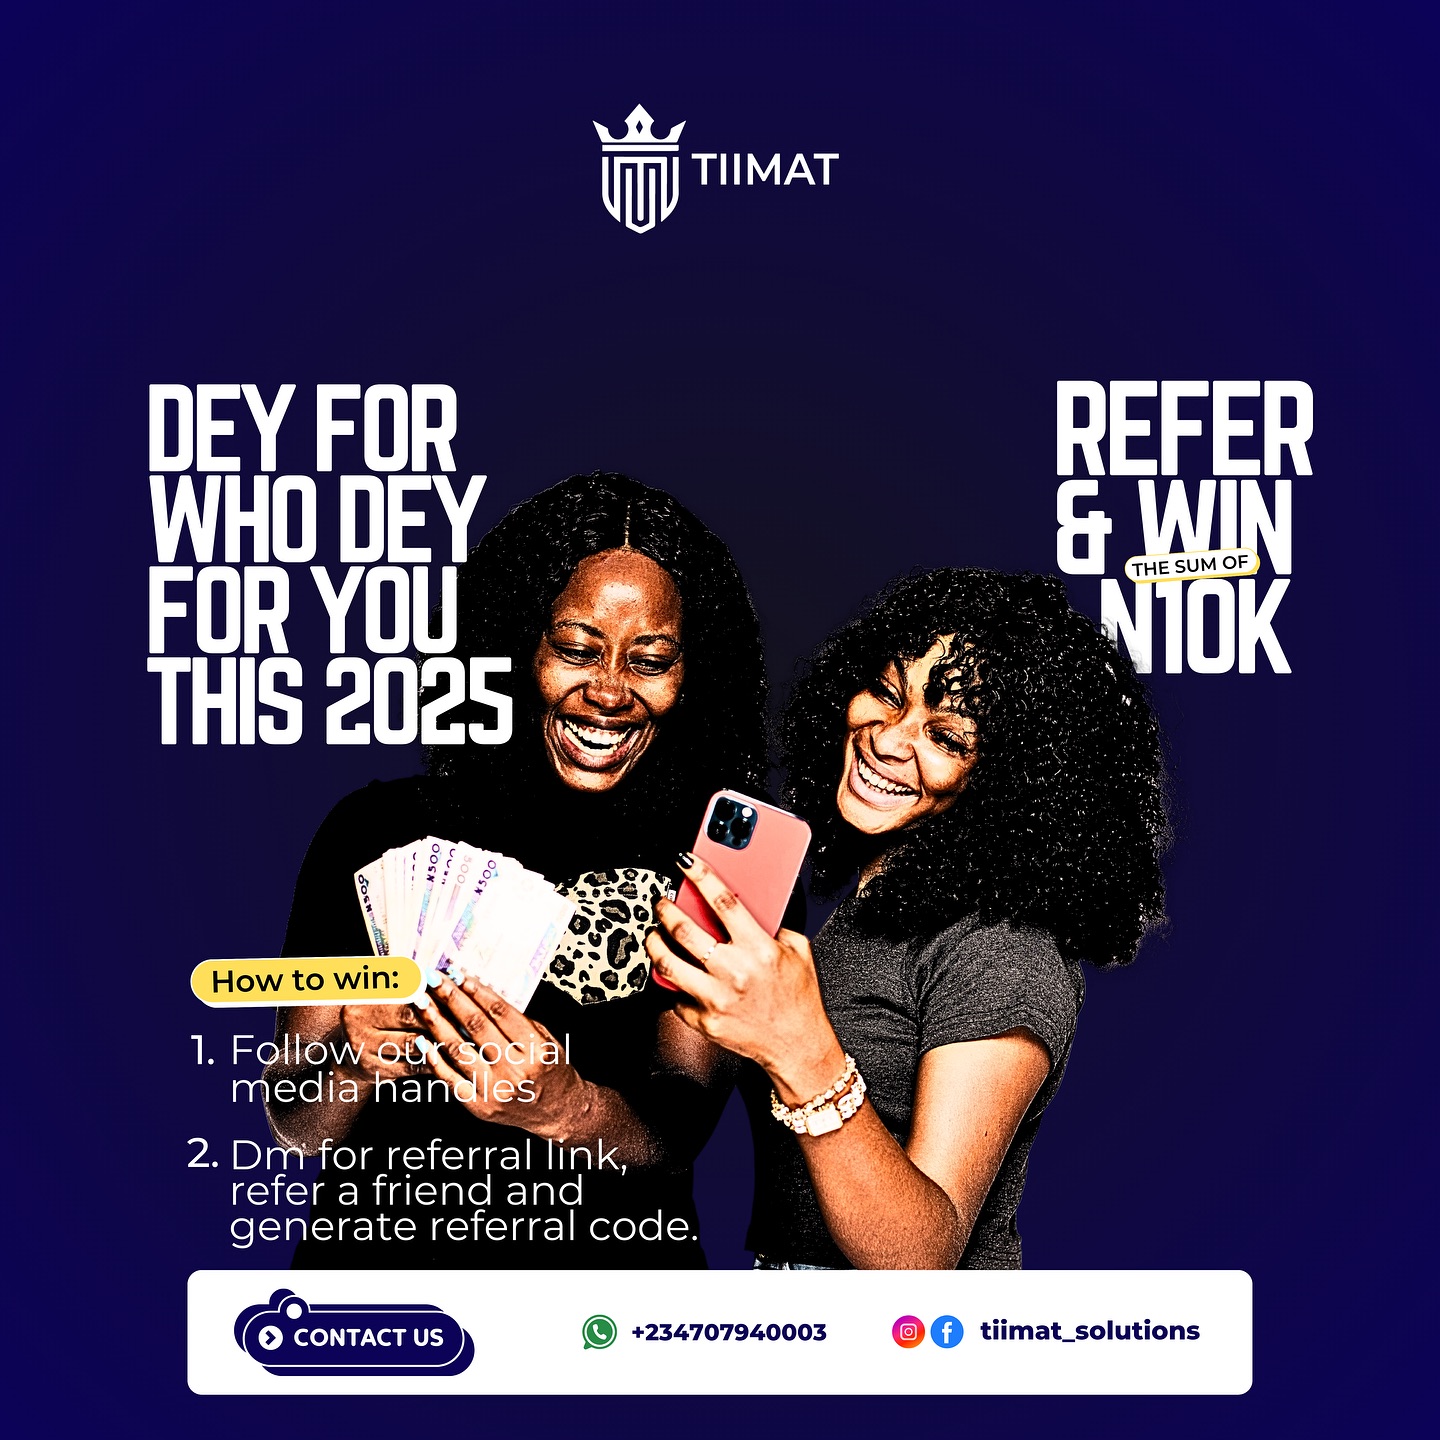 TIIMAT
DEY FOR
WHO DEY
FOR YOU
THIS 2025
REFER
& WIN
THE SUM OF
N10K
How to win:
1. Follow our social
media handles
2. Dm for referral link,
refer a friend and
generate referral code.
CONTACT US
+234707940003
tiimat_solutions